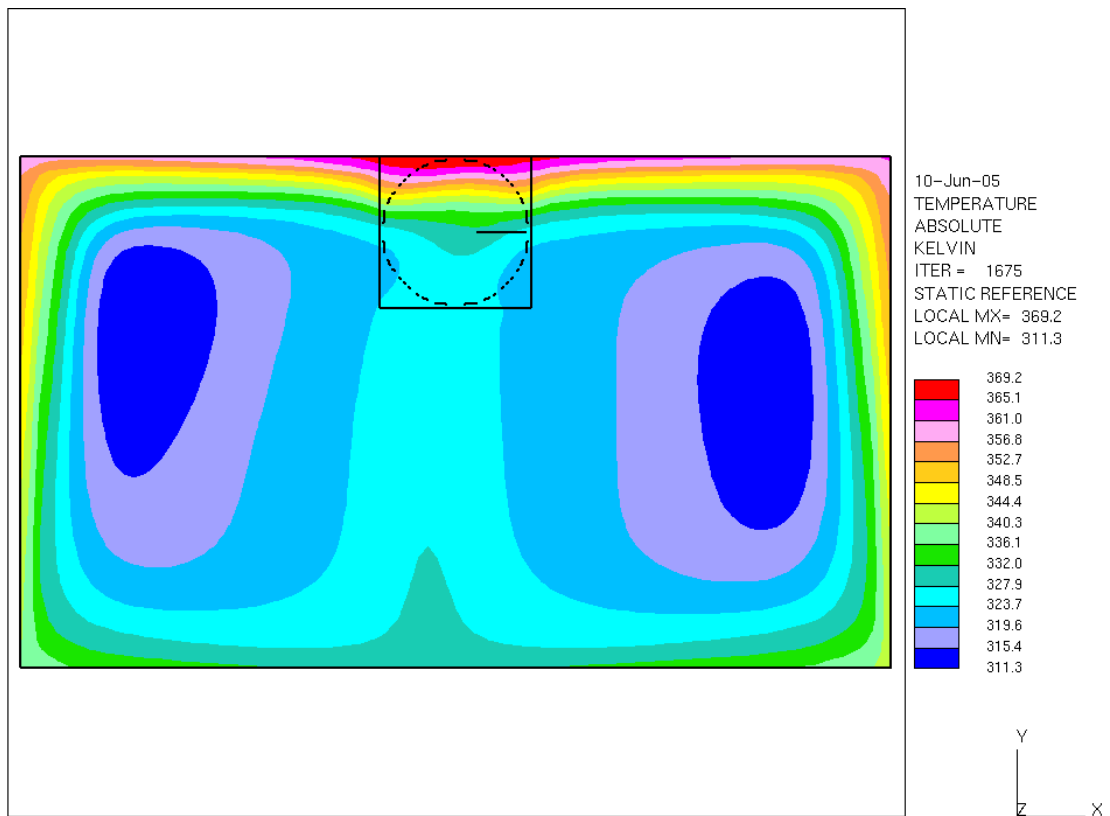 10-Jun-05
TEMPERATURE
ABSOLUTE
KELVIN
ITER = 1675
STATIC REFERENCE
LOCAL MX= 369.2
LOCAL MN= 311.3
369.2
365.1
361.0
356.8
352.7
348.5
344.4
340.3
336.1
332.0
327.9
323.7
319.6
315.4
311.3
Y
Z
X